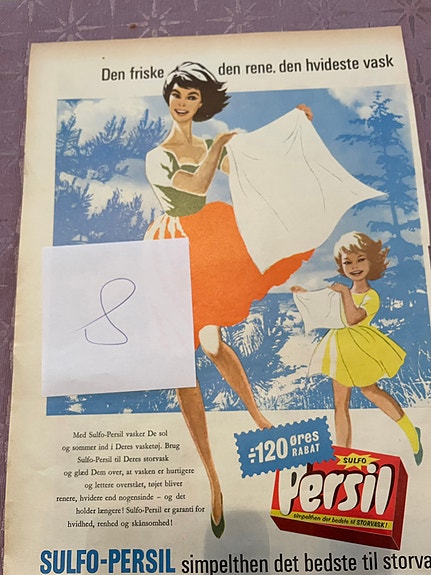 Den friske, den rene, den hvideste vask
8
Med Sulfo-Persil vasker De sol
og sommer ind i Deres vasketøj. Brug
Sulfo-Persil til Deres storvask
og glæd Dem over, at vasken er hurtigere
og lettere overstået, tøjet bliver
renere, hvidere end nogensinde - og det
holder længere! Sulfo-Persil er garanti for
hvidhed, renhed og skånsomhed!
÷120 øres
RABAT
SULFO
Persil
simpelthen det bedste til STORVASK!
SULFO-PERSIL simpelthen det bedste til storva